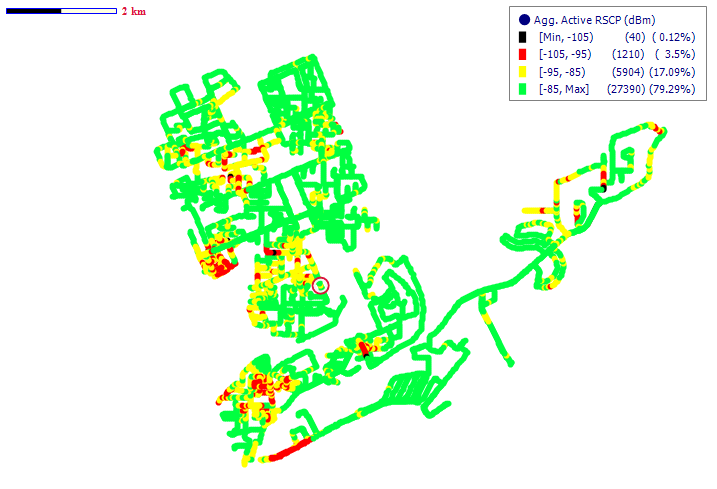 2 km
Agg. Active RSCP (dBm)
[Min, -105) (40) ( 0.12%)
[-105, -95) (1210) ( 3.5%)
[-95, -85) (5904) (17.09%)
[-85, Max] (27390) (79.29%)